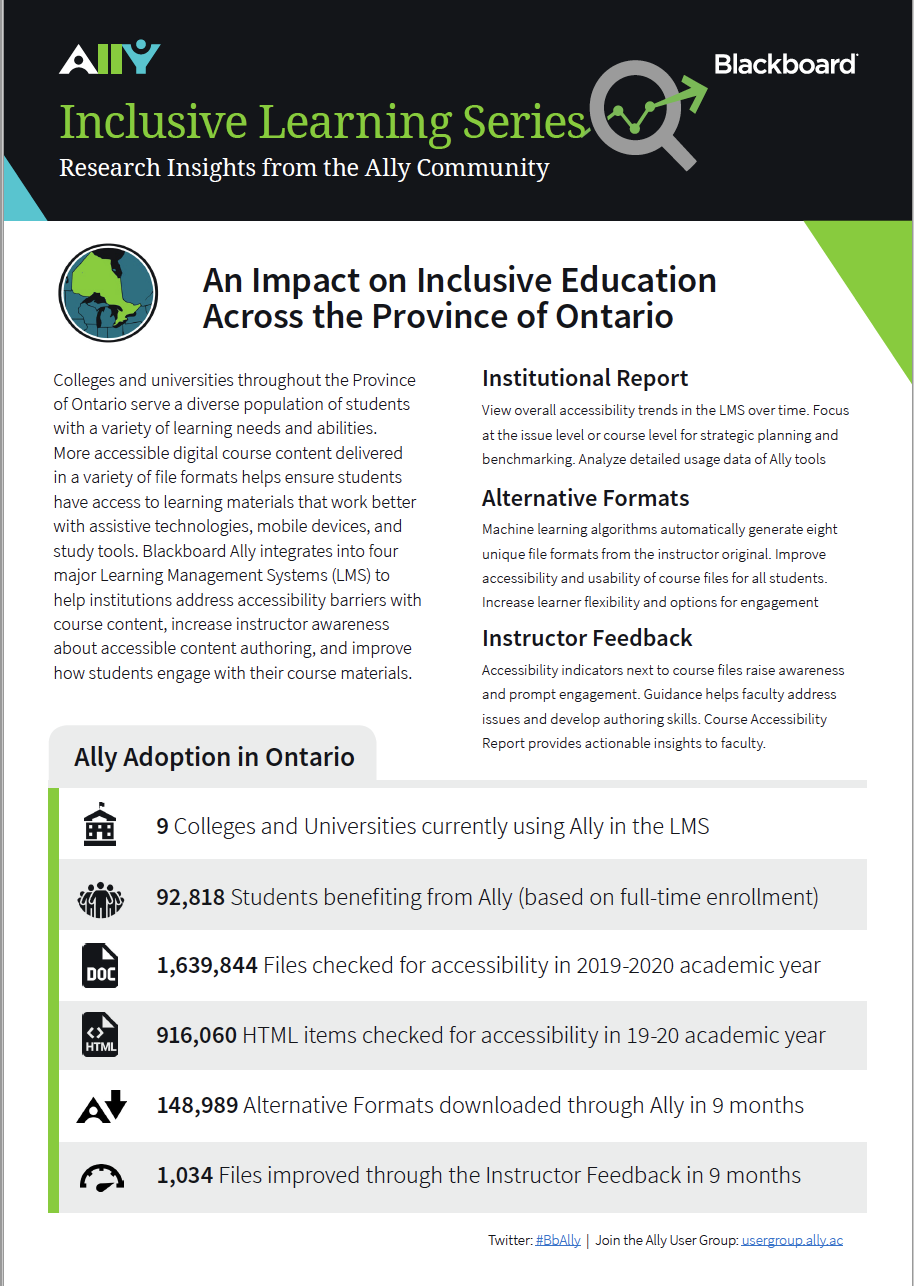 Ally
Blackboard
Inclusive Learning Series
Research Insights from the Ally Community
An Impact on Inclusive Education
Across the Province of Ontario
Colleges and universities throughout the Province
of Ontario serve a diverse population of students
with a variety of learning needs and abilities.
More accessible digital course content delivered
in a variety of file formats helps ensure students
have access to learning materials that work better
with assistive technologies, mobile devices, and
study tools. Blackboard Ally integrates into four
major Learning Management Systems (LMS) to
help institutions address accessibility barriers with
course content, increase instructor awareness
about accessible content authoring, and improve
how students engage with their course materials.
Institutional Report
View overall accessibility trends in the LMS over time. Focus
at the issue level or course level for strategic planning and
benchmarking. Analyze detailed usage data of Ally tools
Alternative Formats
Machine learning algorithms automatically generate eight
unique file formats from the instructor original. Improve
accessibility and usability of course files for all students.
Increase learner flexibility and options for engagement
Instructor Feedback
Accessibility indicators next to course files raise awareness
and prompt engagement. Guidance helps faculty address
issues and develop authoring skills. Course Accessibility
Report provides actionable insights to faculty.
Ally Adoption in Ontario
9 Colleges and Universities currently using Ally in the LMS
92,818 Students benefiting from Ally (based on full-time enrollment)
DOC
1,639,844 Files checked for accessibility in 2019-2020 academic year
<> HTML
916,060 HTML items checked for accessibility in 19-20 academic year
148,989 Alternative Formats downloaded through Ally in 9 months
1,034 Files improved through the Instructor Feedback in 9 months
Twitter: #BbAlly | Join the Ally User Group: usergroup.ally.ac